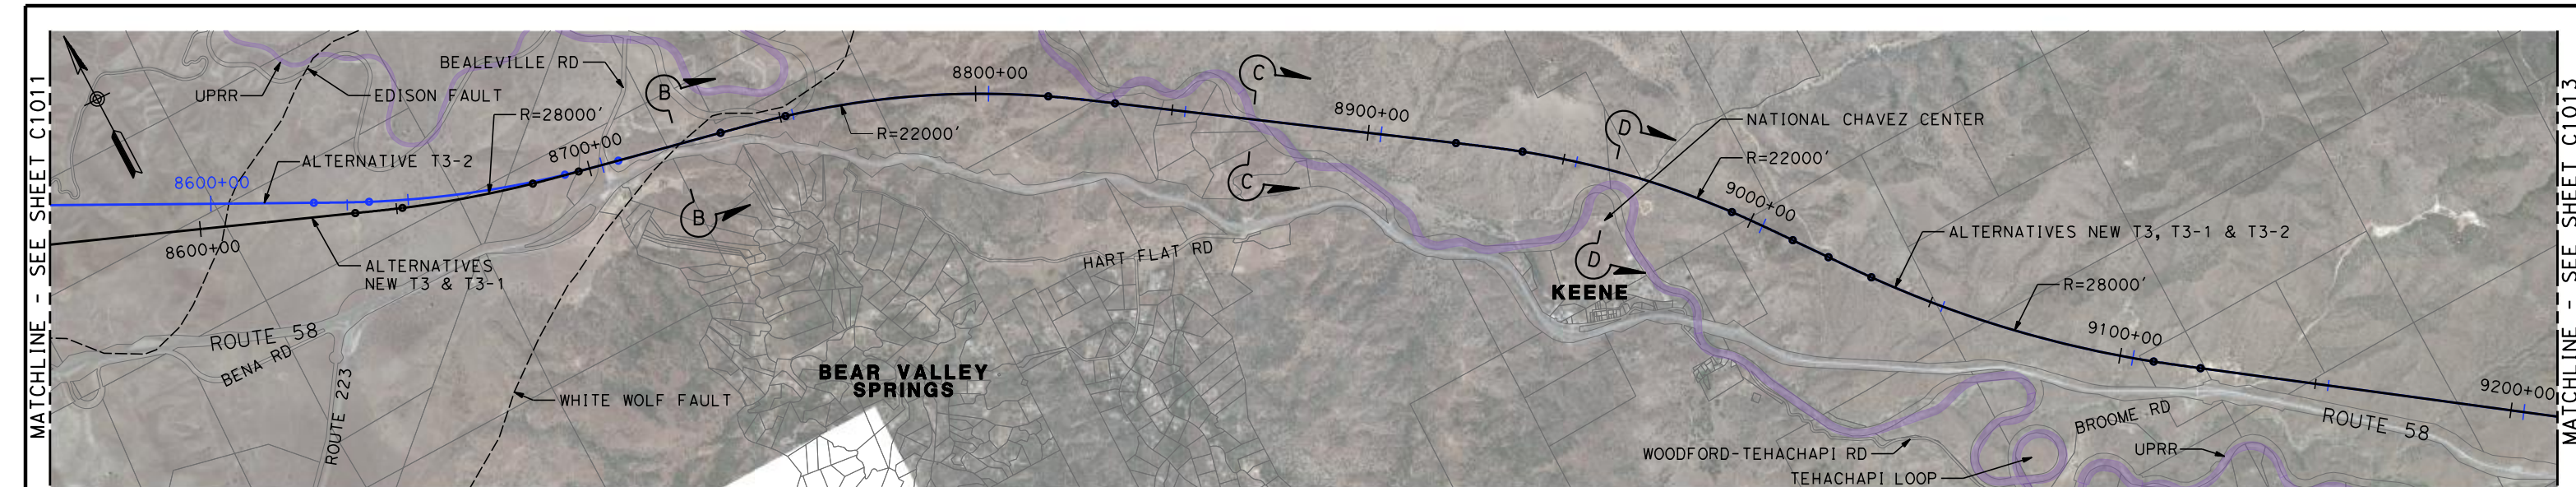 MATCHLINE - SEE SHEET C1011
UPRR
EDISON FAULT
BEALEVILLE RD
R=28000'
B
8700+00
ALTERNATIVE T3-2
8600+00
8600+00
ALTERNATIVES
NEW T3 & T3-1
ROUTE 58
BENA RD
ROUTE 223
WHITE WOLF FAULT
B
R=22000'
8800+00
C
C
8900+00
HART FLAT RD
BEAR VALLEY
SPRINGS
D
NATIONAL CHAVEZ CENTER
R=22000'
9000+00
D
KEENE
ALTERNATIVES NEW T3, T3-1 & T3-2
R=28000'
9100+00
9200+00
BROOME RD
ROUTE 58
WOODFORD-TEHACHAPI RD
TEHACHAPI LOOP
UPRR
MATCHLINE - SEE SHEET C1013